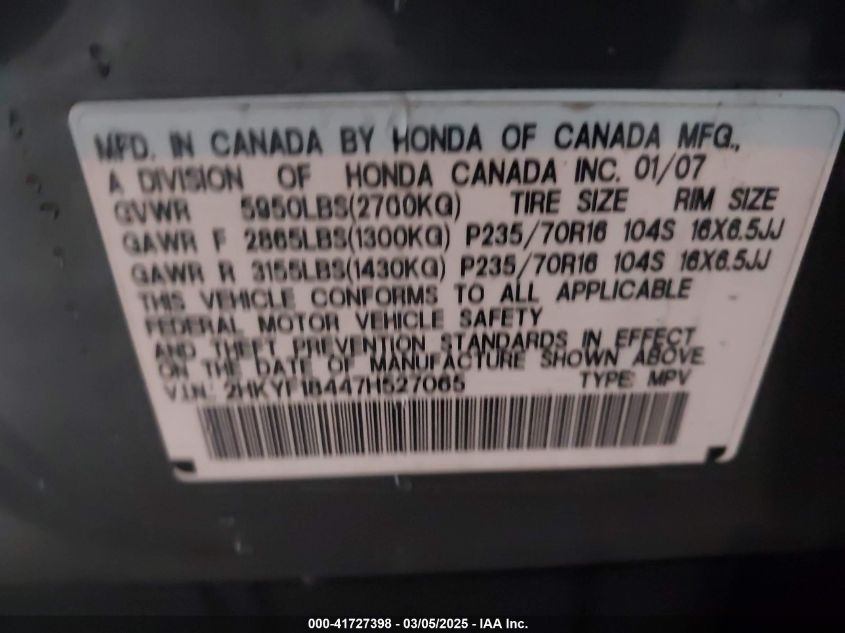 MFD. IN CANADA BY HONDA OF CANADA MFG.,
A DIVISION OF HONDA CANADA INC. 01/07
GVWR 5950LBS(2700KG) TIRE SIZE RIM SIZE
GAWR F 2865LBS(1300KG) P235/70R16 104S 16X6.5JJ
GAWR R 3155LBS(1430KG) P235/70R16 104S 16X6.5JJ
THIS VEHICLE CONFORMS TO ALL APPLICABLE
FEDERAL MOTOR VEHICLE SAFETY
AND THEFT PREVENTION STANDARDS IN EFFECT
ON THE DATE OF MANUFACTURE SHOWN ABOVE.
V.I.N.: 2HKYF18447H527065 TYPE: MPV
000-41727398 - 03/05/2025 - IAA Inc.